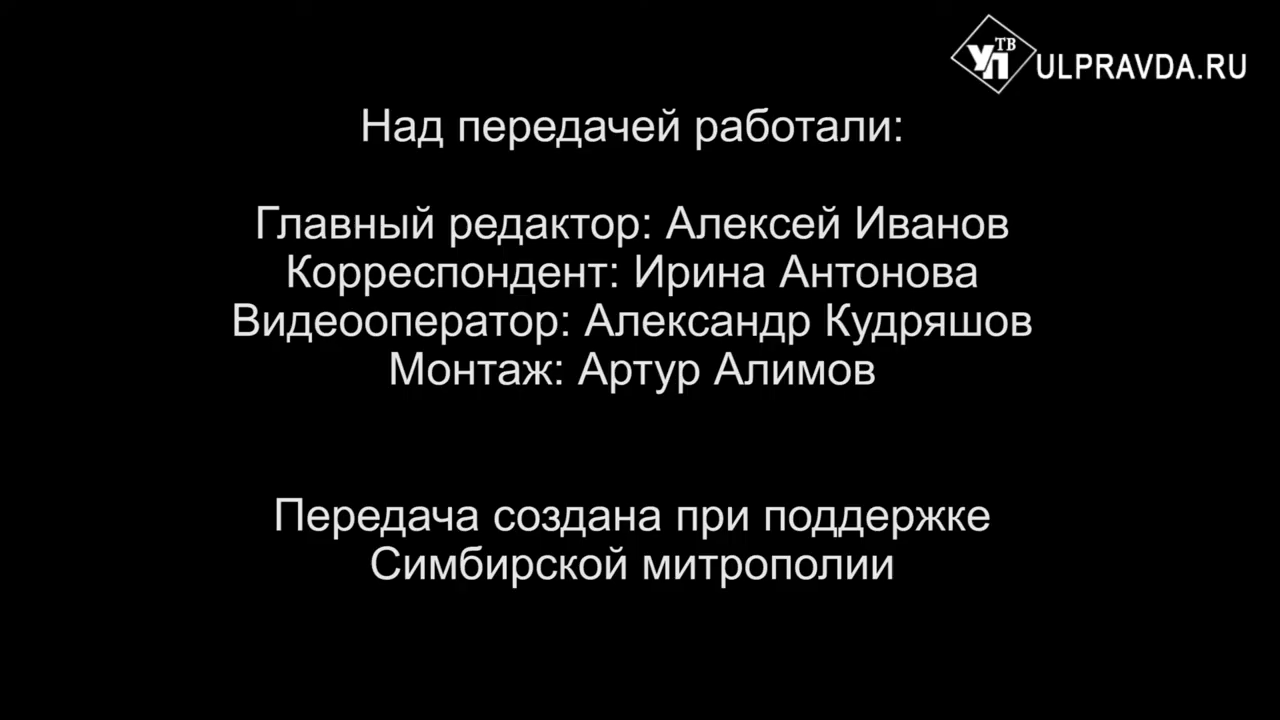 УП ТВ ULPRAVDA.RU
Над передачей работали:
Главный редактор: Алексей Иванов
Корреспондент: Ирина Антонова
Видеооператор: Александр Кудряшов
Монтаж: Артур Алимов
Передача создана при поддержке
Симбирской митрополии